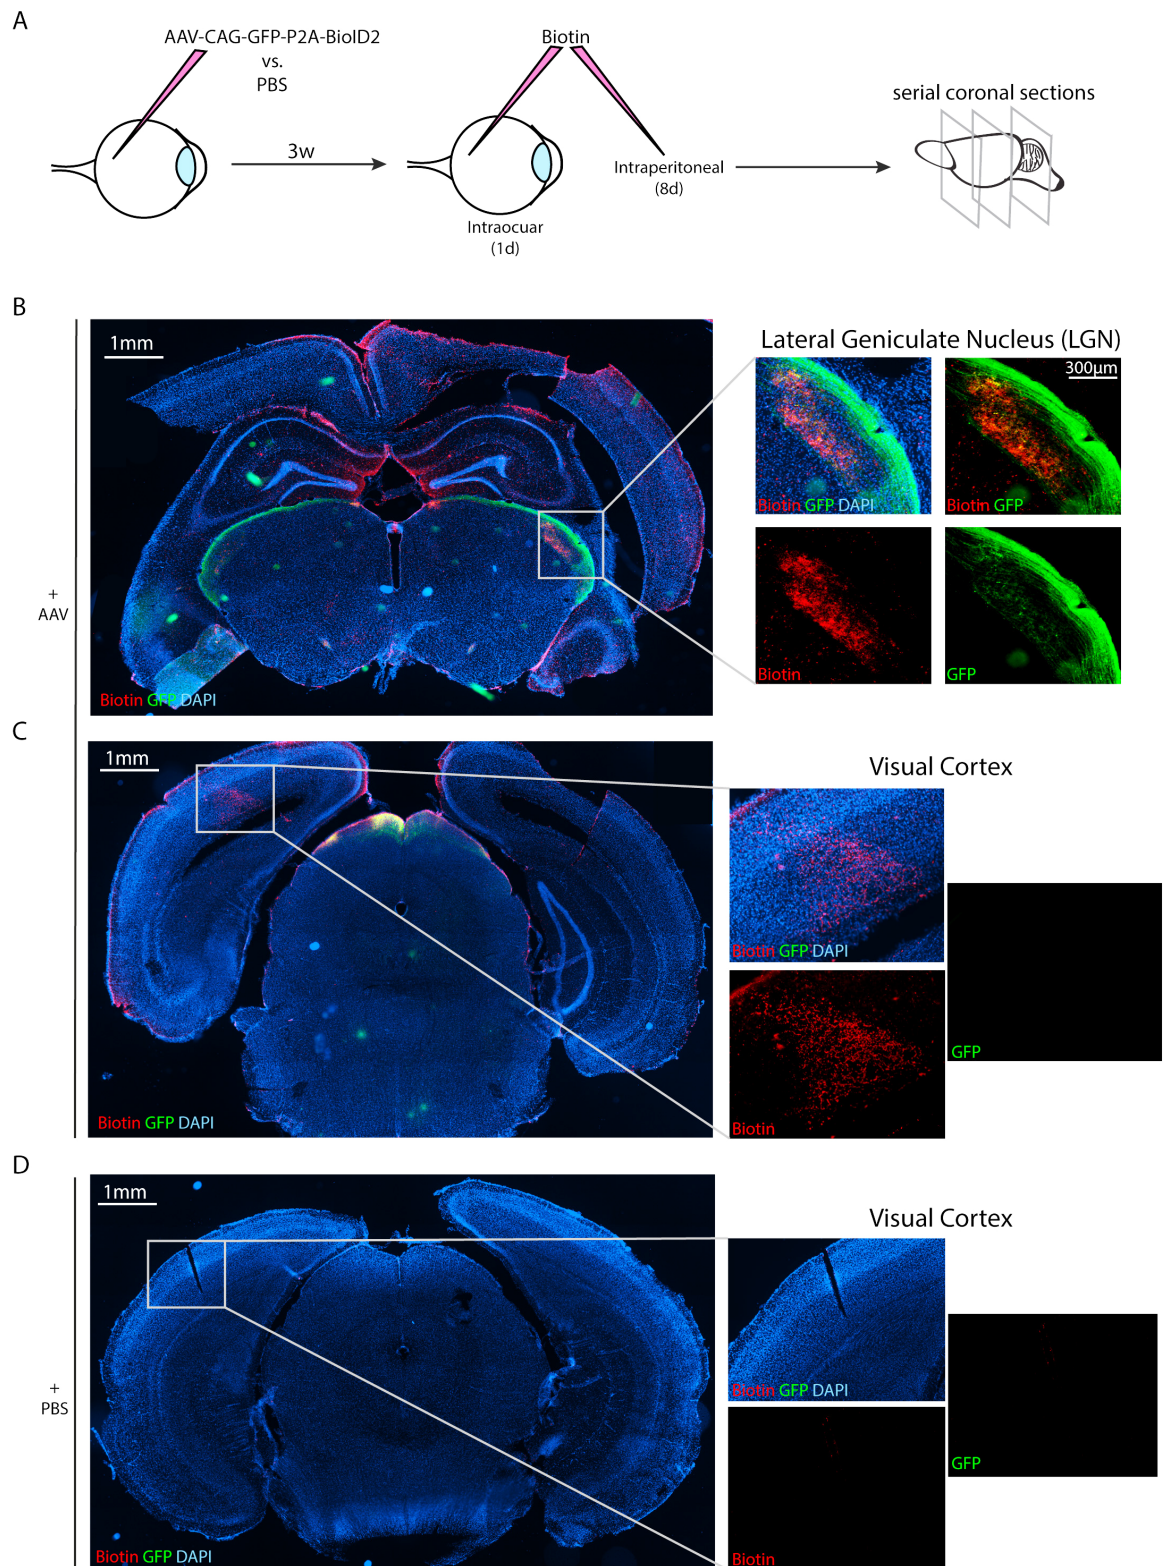 A
AAV-CAG-GFP-P2A-BioID2
vs.
PBS
3w
Biotin
Intraocuar
(1d)
Intraperitoneal
(8d)
serial coronal sections
B
+
AAV
1mm
Biotin GFP DAPI
Lateral Geniculate Nucleus (LGN)
Biotin GFP DAPI
300µm
Biotin GFP
Biotin
GFP
C
1mm
Biotin GFP DAPI
Visual Cortex
Biotin GFP DAPI
Biotin
GFP
D
+
PBS
1mm
Biotin GFP DAPI
Visual Cortex
Biotin GFP DAPI
Biotin
GFP